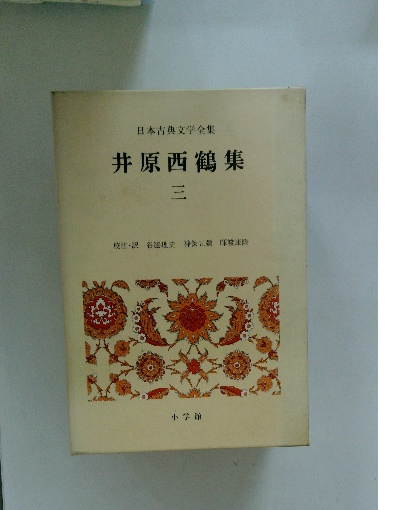 日本古典文学全集
井原西鶴集
三
校注・訳 谷脇理史 神保五彌 暉峻康隆
小学館